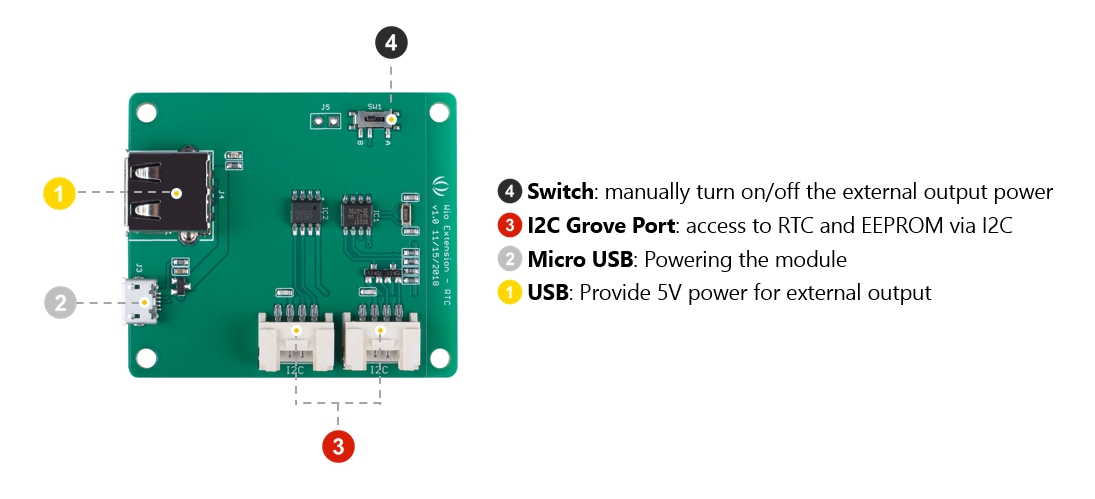 4
J5
SW1
B A
1
J4
IC2
IC1
Wio Extension - RTC
v1.0 11/15/2018
J3
2
I2C
I2C
3
4 Switch: manually turn on/off the external output power
3 I2C Grove Port: access to RTC and EEPROM via I2C
2 Micro USB: Powering the module
1 USB: Provide 5V power for external output